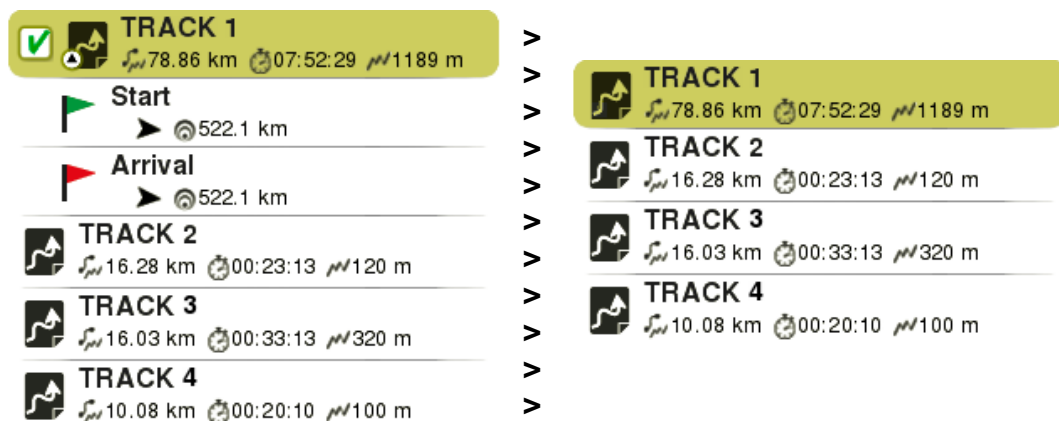 TRACK 1
78.86 km 07:52:29 1189 m
Start
522.1 km
Arrival
522.1 km
TRACK 2
16.28 km 00:23:13 120 m
TRACK 3
16.03 km 00:33:13 320 m
TRACK 4
10.08 km 00:20:10 100 m
>
>
>
>
>
>
>
>
>
>
>
TRACK 1
78.86 km 07:52:29 1189 m
TRACK 2
16.28 km 00:23:13 120 m
TRACK 3
16.03 km 00:33:13 320 m
TRACK 4
10.08 km 00:20:10 100 m